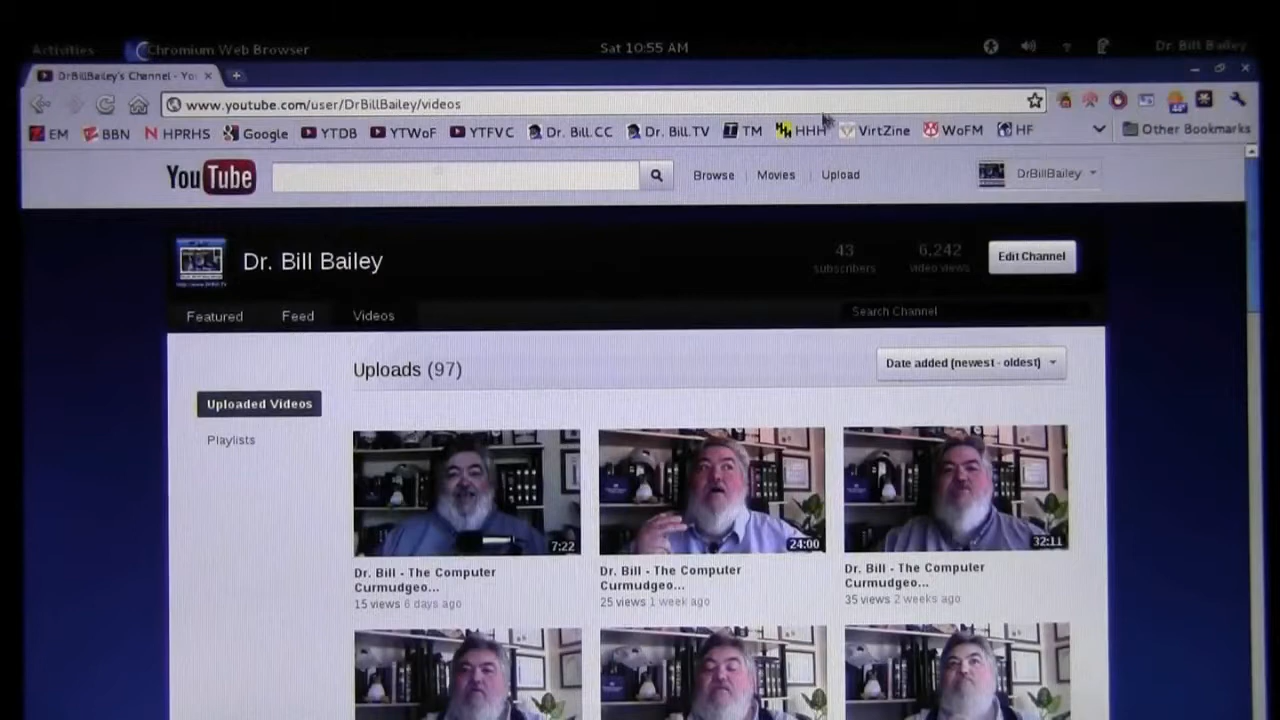 Activities Chromium Web Browser Sat 10:55 AM Dr. Bill Bailey
DrBillBailey's Channel - Yo
www.youtube.com/user/DrBillBailey/videos
EM BBN HPRHS Google YTDB YTWoF YTFVC Dr. Bill.CC Dr. Bill.TV TM HHH VirtZine WoFM HF Other Bookmarks
YouTube Browse Movies Upload DrBillBailey
Dr. Bill Bailey 43 6,242 Edit Channel
subscribers video views
Featured Feed Videos Search Channel
Uploads (97) Date added (newest - oldest)
Uploaded Videos
Playlists
7:22 24:00 32:11
Dr. Bill - The Computer Dr. Bill - The Computer Dr. Bill - The Computer
Curmudgeo... Curmudgeo... Curmudgeo...
15 views 6 days ago 25 views 1 week ago 35 views 2 weeks ago